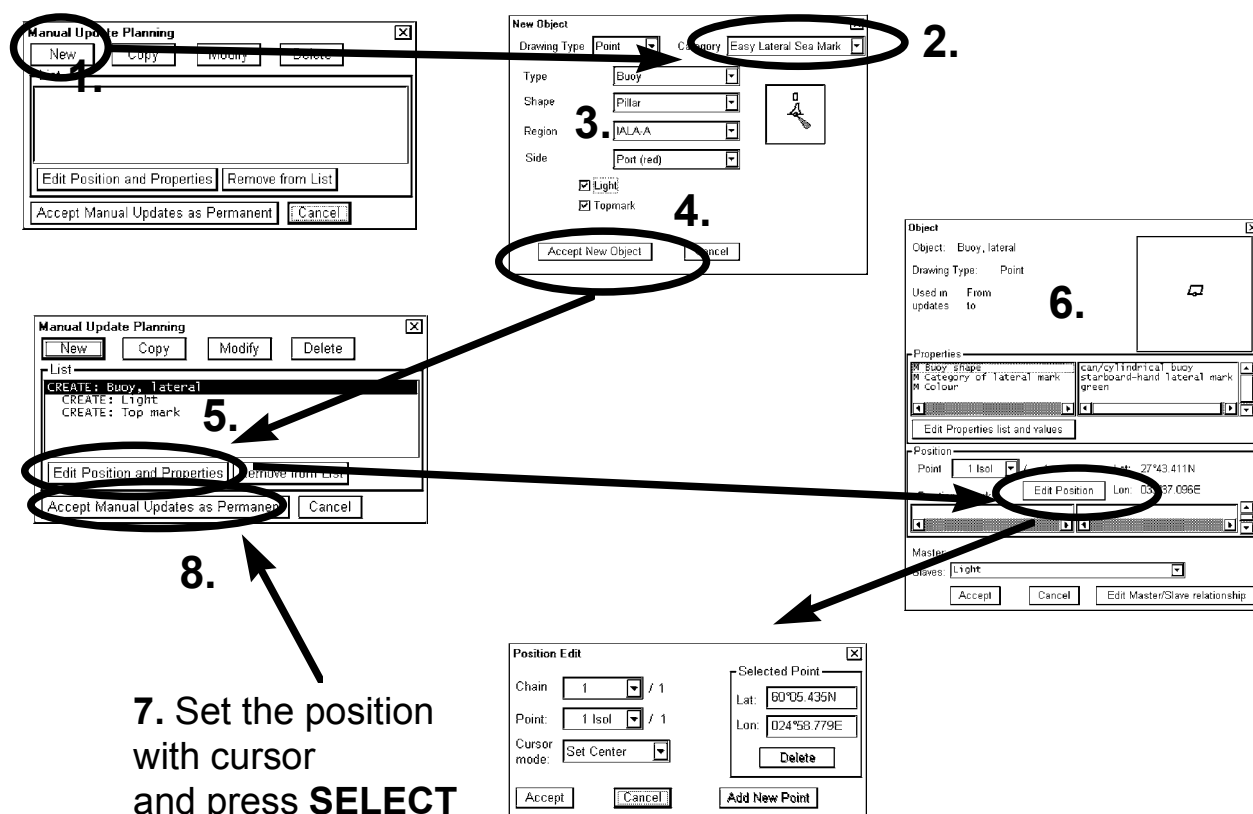 Manual Update Planning
New Copy Modify Delete
List
1.
Edit Position and Properties Remove from List
Accept Manual Updates as Permanent Cancel
New Object
Drawing Type Point Category Easy Lateral Sea Mark
2.
Type Buoy
Shape Pillar
3.
Region IALA-A
Side Port (red)
Light
Topmark
4.
Accept New Object Cancel
Manual Update Planning
New Copy Modify Delete
List
CREATE: Buoy, lateral
CREATE: Light
CREATE: Top mark
5.
Edit Position and Properties Remove from List
Accept Manual Updates as Permanent Cancel
8.
Object
Object: Buoy, lateral
Drawing Type: Point
Used in From
updates to
6.
Properties
M Buoy shape can/cylindrical buoy
M Category of lateral mark starboard-hand lateral mark
M Colour green
Edit Properties list and values
Position
Point 1 Isol / Lat: 27°43.411N
Edit Position Lon: 37.096E
Master
Slaves: Light
Accept Cancel Edit Master/Slave relationship
7. Set the position
with cursor
and press SELECT
Position Edit
Chain 1 / 1
Point: 1 Isol / 1
Cursor
mode: Set Center
Selected Point
Lat: 60°05.435N
Lon: 024°58.779E
Delete
Accept Cancel Add New Point